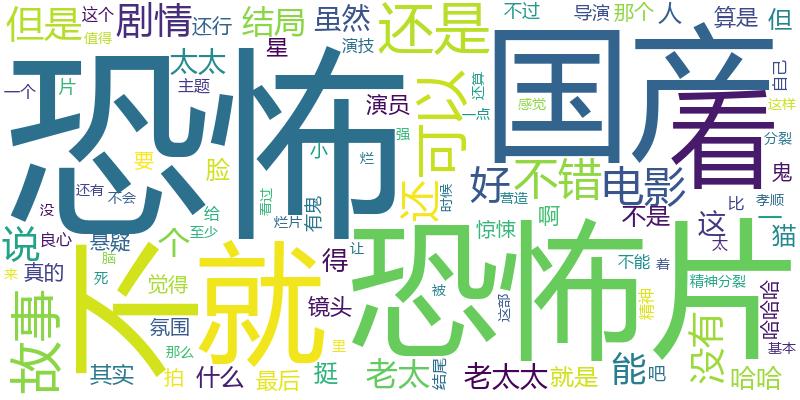 但是
这个
值得
剧情
还行
结局
虽然
星
演技
还是
不过
导演
那个
人
算是
但
恐怖
国产
看
太太
主题
一个
片
演员
可以
还算
一点
感觉
自己
这样
分裂
鬼
小
强
烂
要
脸
还
时候
好
营造
不错
电影
比
孝顺
还有
不会
给
至少
看过
烂片
有鬼
不是
这
太
一
猫
没
良心
说
悬疑
个
惊悚
啊
不
就
恐怖片
来
真的
脑
死
觉得
得
让
不能
着
精神分裂
故事
氛围
镜头
被
这部
精神
没有
哈哈哈
基本
那么
里
其实
拍
什么
最后
挺
老太
结尾
老太太
就是
能
吧
哈哈